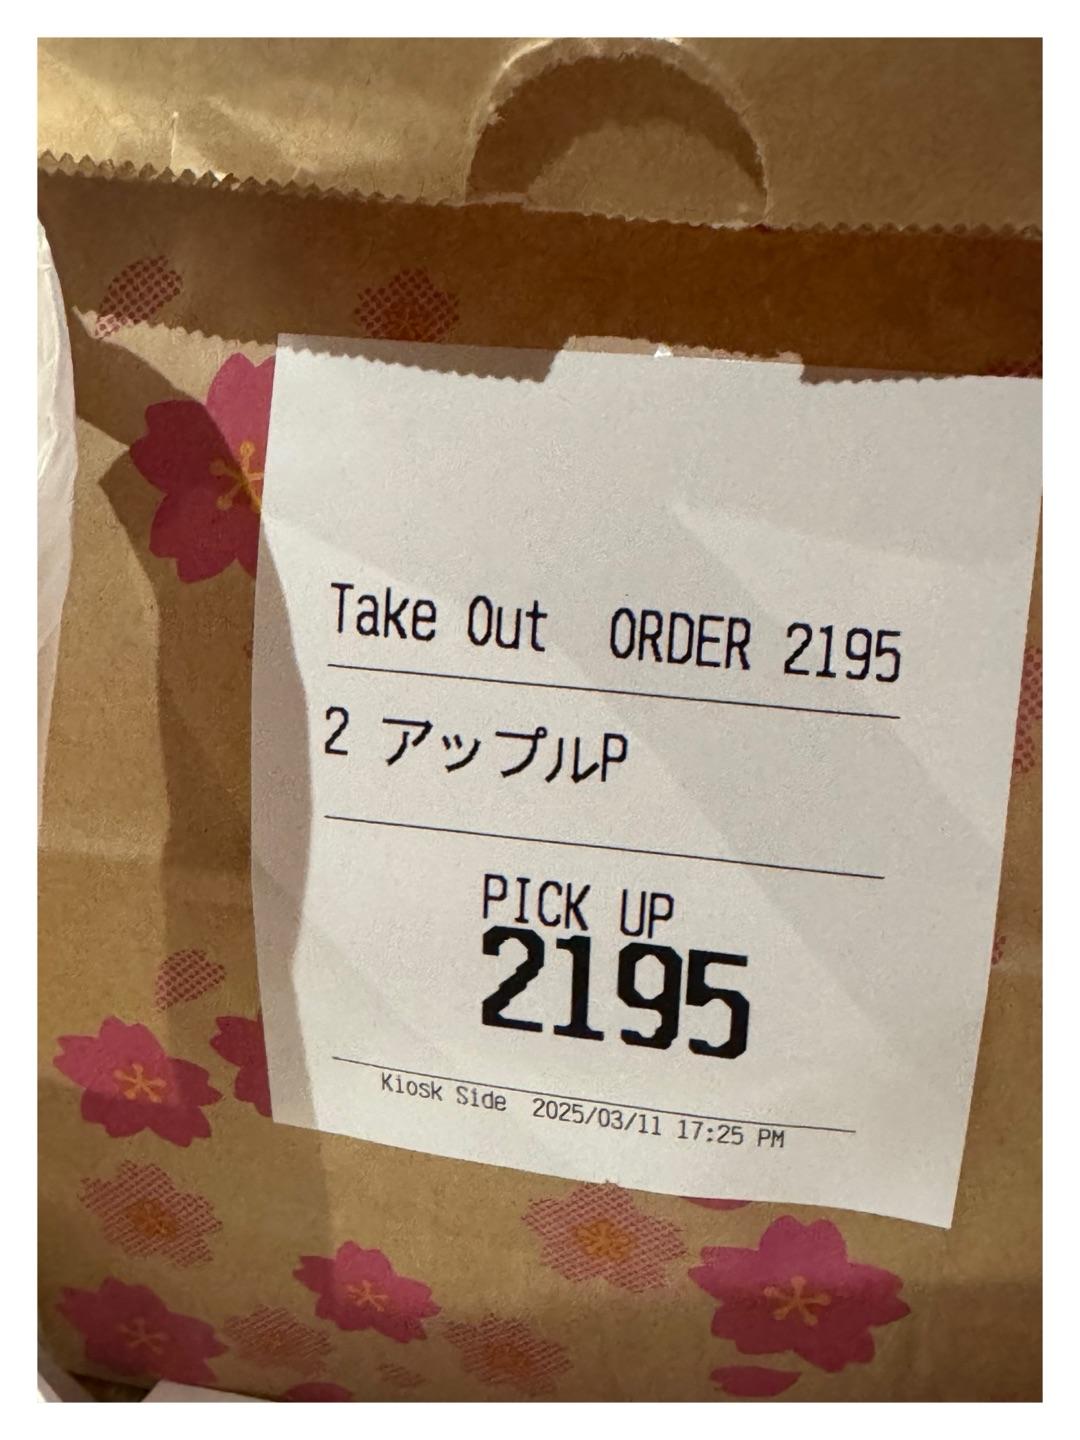 Take Out ORDER 2195
2 アップルP
PICK UP
2195
Kiosk Side 2025/03/11 17:25 PM